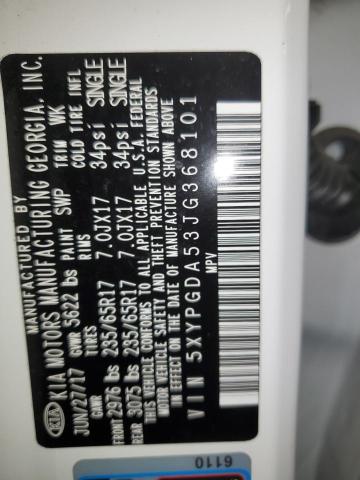 KIA
MANUFACTURED BY
KIA MOTORS MANUFACTURING GEORGIA, INC.
JUN/27/17 GVWR 5622 lbs PAINT SWP TRIM WK
GAWR TIRES RIMS COLD TIRE INFL
FRONT 2976 lbs 235/65R17 7.0JX17 34psi SINGLE
REAR 3075 lbs 235/65R17 7.0JX17 34psi SINGLE
THIS VEHICLE CONFORMS TO ALL APPLICABLE U.S.A. FEDERAL
MOTOR VEHICLE SAFETY AND THEFT PREVENTION STANDARDS
IN EFFECT ON THE DATE OF MANUFACTURE SHOWN ABOVE
VIN 5XYPGDA53JG368101
MPV
6110